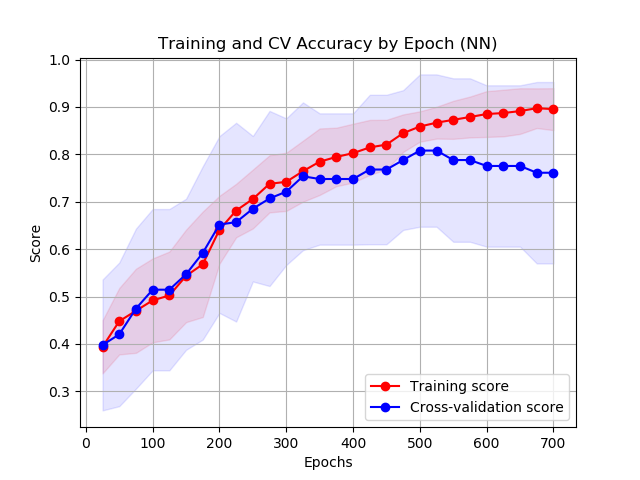 Training and CV Accuracy by Epoch (NN)
1.0
0.9
0.8
0.7
0.6
0.5
0.4
0.3
Score
0 100 200 300 400 500 600 700
Epochs
Training score
Cross-validation score